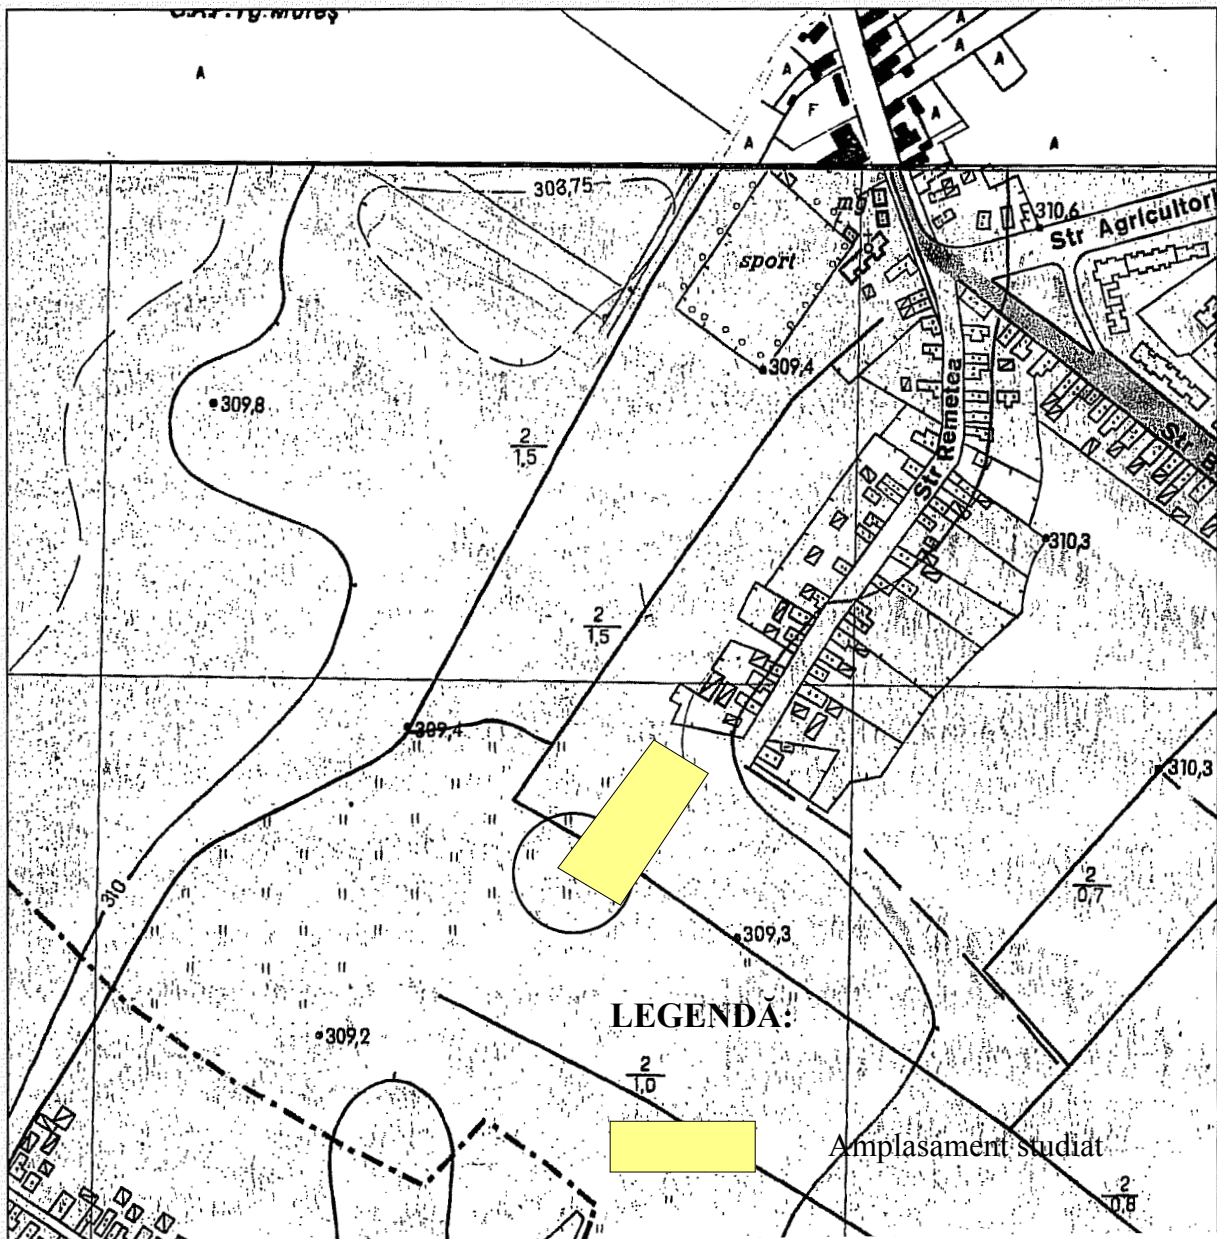 A
A
A
A
A
F
A
A
A
303,75
mg
310,6
Str Agricultori
sport
309,4
309,8
Str Remetea
2
1,5
Str B
310,3
2
1,5
309,4
310,3
310
2
0,7
309,3
LEGENDĂ:
309,2
2
1,0
Amplasament studiat
2
0,8